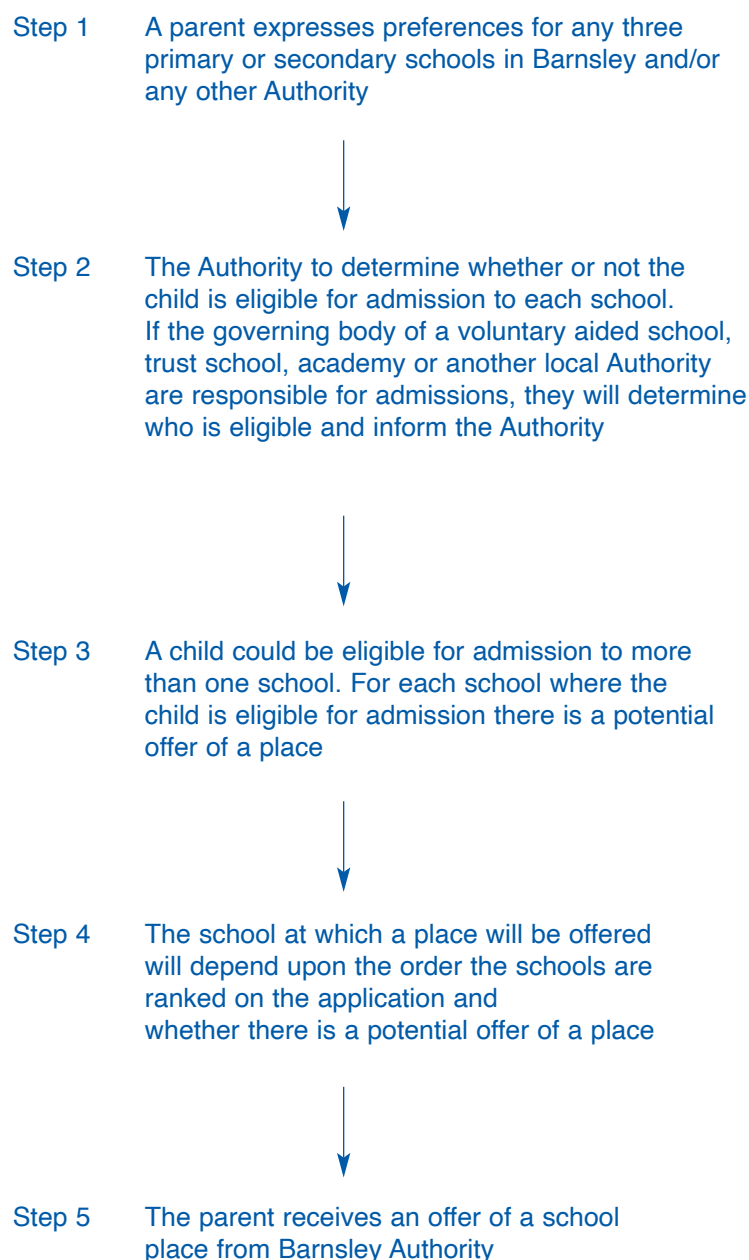 Step 1 A parent expresses preferences for any three
primary or secondary schools in Barnsley and/or
any other Authority
Step 2 The Authority to determine whether or not the
child is eligible for admission to each school.
If the governing body of a voluntary aided school,
trust school, academy or another local Authority
are responsible for admissions, they will determine
who is eligible and inform the Authority
Step 3 A child could be eligible for admission to more
than one school. For each school where the
child is eligible for admission there is a potential
offer of a place
Step 4 The school at which a place will be offered
will depend upon the order the schools are
ranked on the application and
whether there is a potential offer of a place
Step 5 The parent receives an offer of a school
place from Barnsley Authority